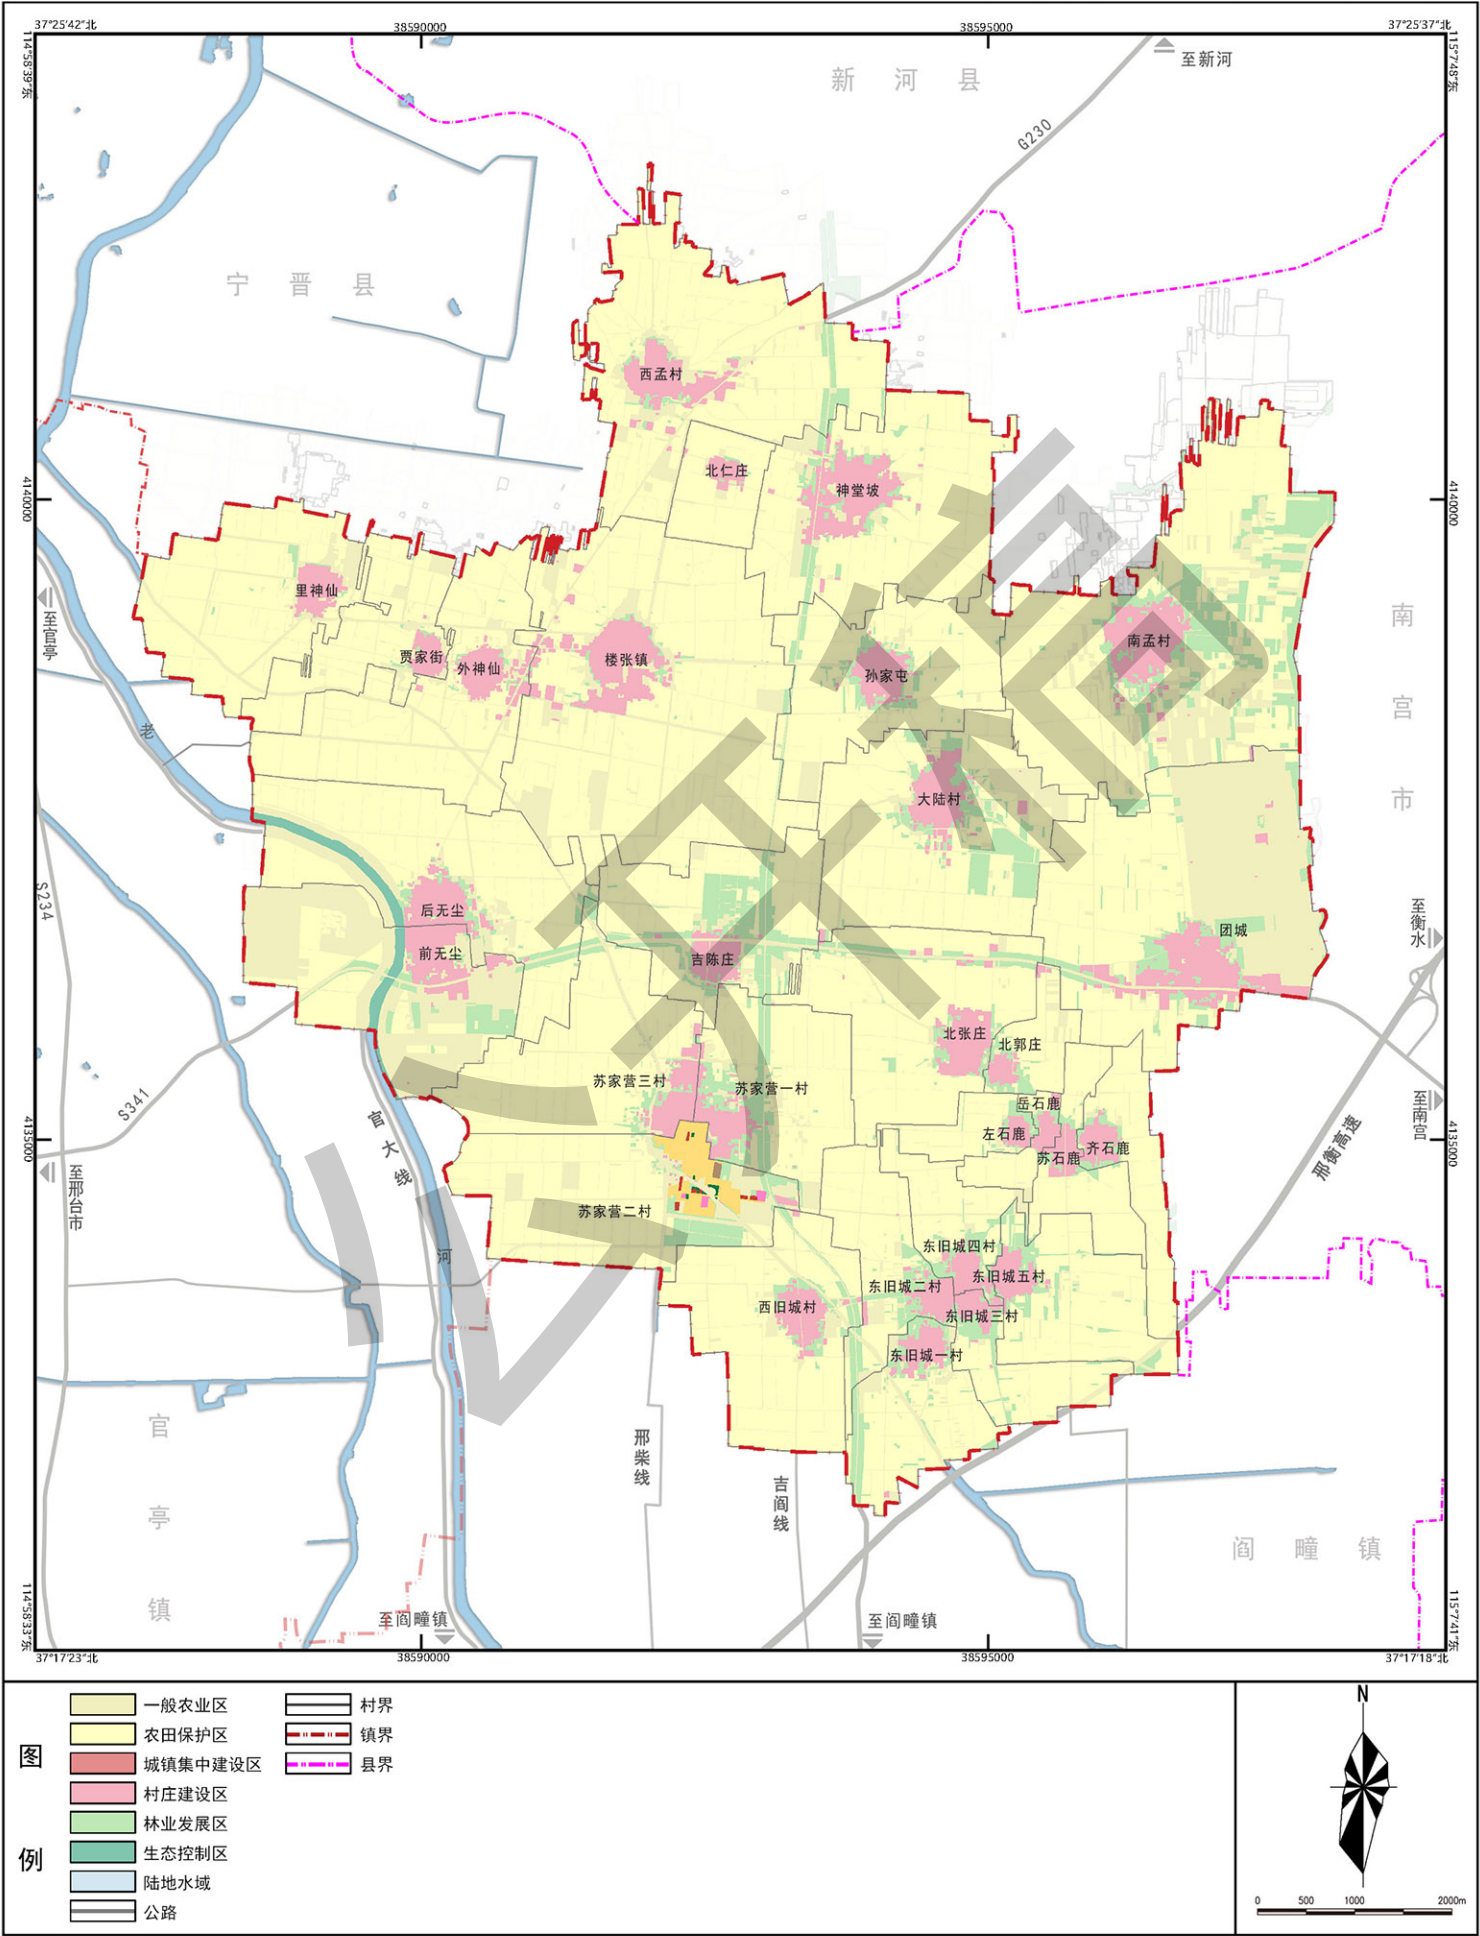 37°25′42″北
38590000
38595000
37°25′37″北
114°58′39″东
115°7′48″东
新河县
至新河
G230
宁晋县
西孟村
北仁庄
神堂坡
4140000
4140000
里神仙
贾家街
外神仙
楼张镇
孙家屯
南孟村
南宫市
至官亭
老
大陆村
S234
后无尘
前无尘
吉陈庄
团城
至衡水
北张庄
北郭庄
S341
苏家营三村
苏家营一村
岳石鹿
左石鹿
苏石鹿
齐石鹿
4135000
4135000
至南宫
邢衡高速
至邢台市
官大线
苏家营二村
河
东旧城四村
东旧城二村
东旧城五村
西旧城村
东旧城三村
东旧城一村
官亭镇
邢柴线
吉阎线
阎疃镇
至阎疃镇
至阎疃镇
114°58′33″东
115°7′41″东
37°17′23″北
38590000
38595000
37°17′18″北
公开稿
图例
一般农业区
农田保护区
城镇集中建设区
村庄建设区
林业发展区
生态控制区
陆地水域
公路
村界
镇界
县界
N
0 500 1000 2000m